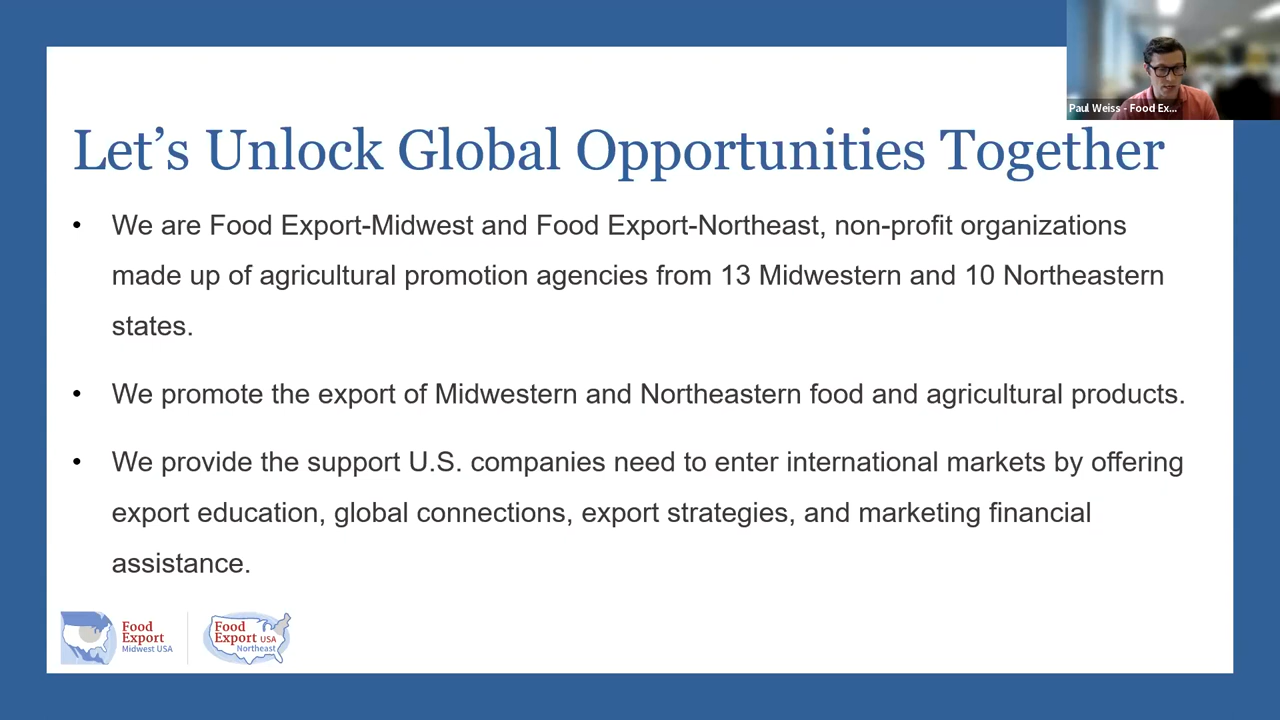 Paul Weiss - Food Ex...
Let's Unlock Global Opportunities Together
• We are Food Export-Midwest and Food Export-Northeast, non-profit organizations
made up of agricultural promotion agencies from 13 Midwestern and 10 Northeastern
states.
• We promote the export of Midwestern and Northeastern food and agricultural products.
• We provide the support U.S. companies need to enter international markets by offering
export education, global connections, export strategies, and marketing financial
assistance.
Food
Export
Midwest USA
Food
Export USA
Northeast